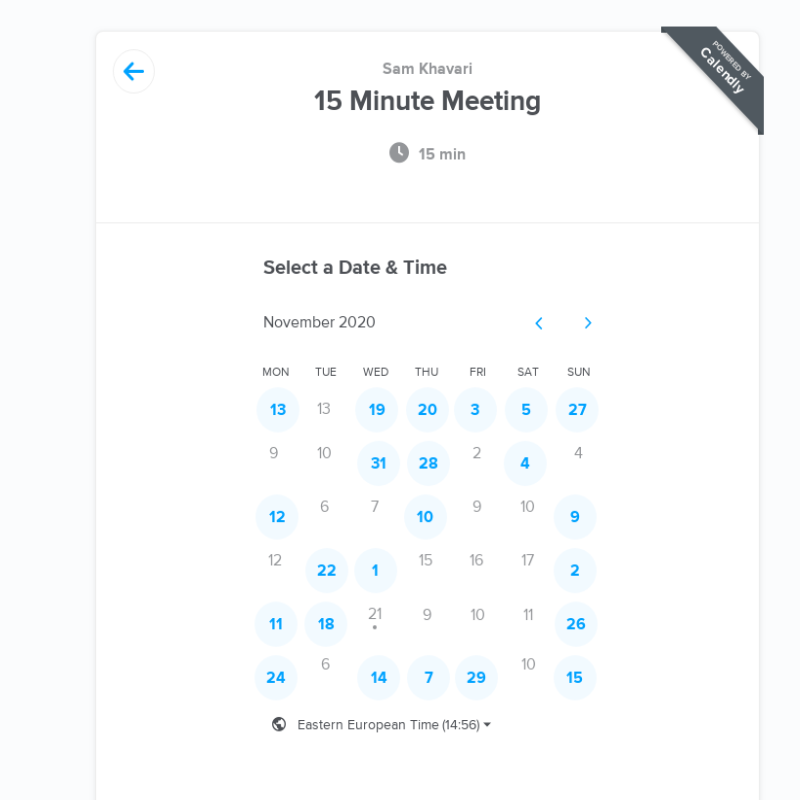 Sam Khavari
POWERED BY
Calendly
15 Minute Meeting
15 min
Select a Date & Time
November 2020
MON TUE WED THU FRI SAT SUN
13 13 19 20 3 5 27
9 10 31 28 2 4 4
12 6 7 10 9 10 9
12 22 1 15 16 17 2
11 18 21 9 10 11 26
24 6 14 7 29 10 15
Eastern European Time (14:56)